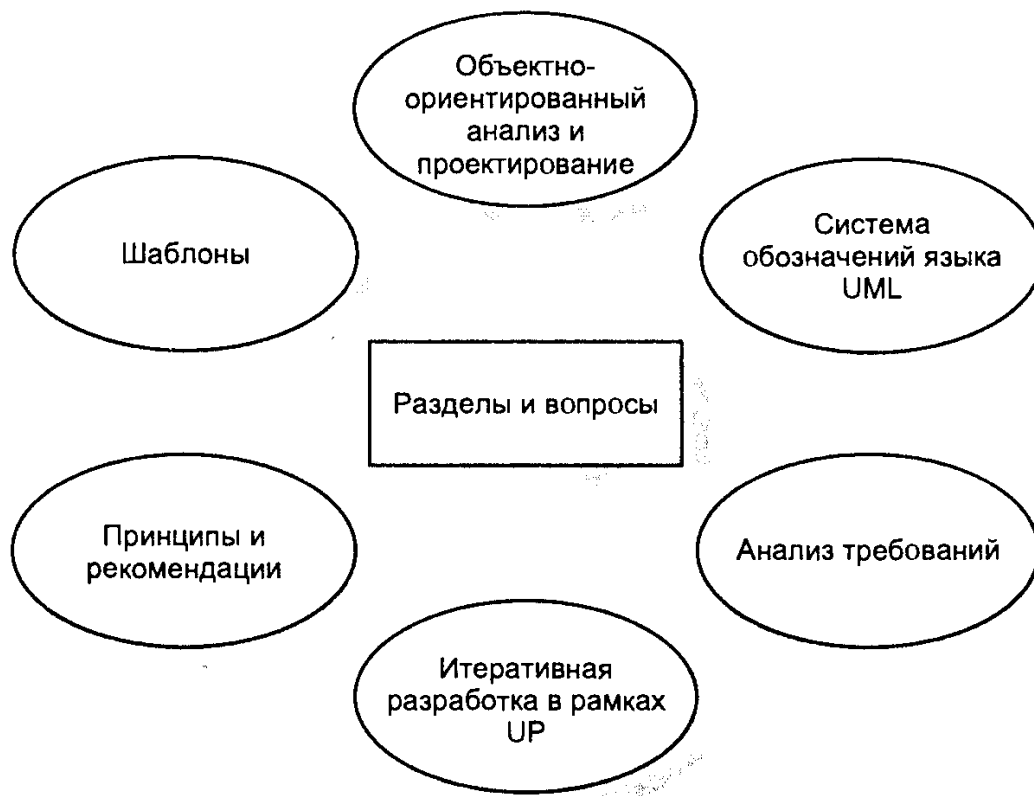 Объектно-
ориентированный
анализ и
проектирование
Шаблоны
Система
обозначений языка
UML
Разделы и вопросы
Принципы и
рекомендации
Анализ требований
Итеративная
разработка в рамках
UP